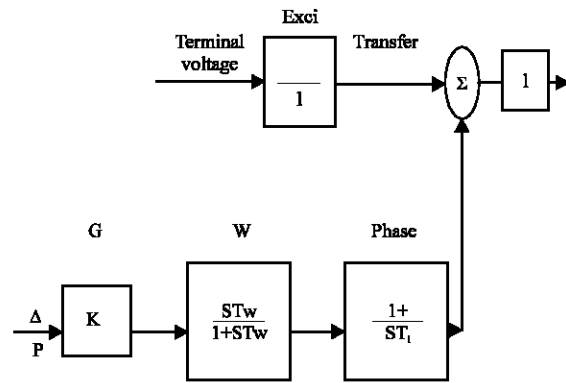 Exci
Terminal voltage
Transfer
1
Σ
1
G
W
Phase
Δ
P
K
STw
1+STw
1+
ST₁